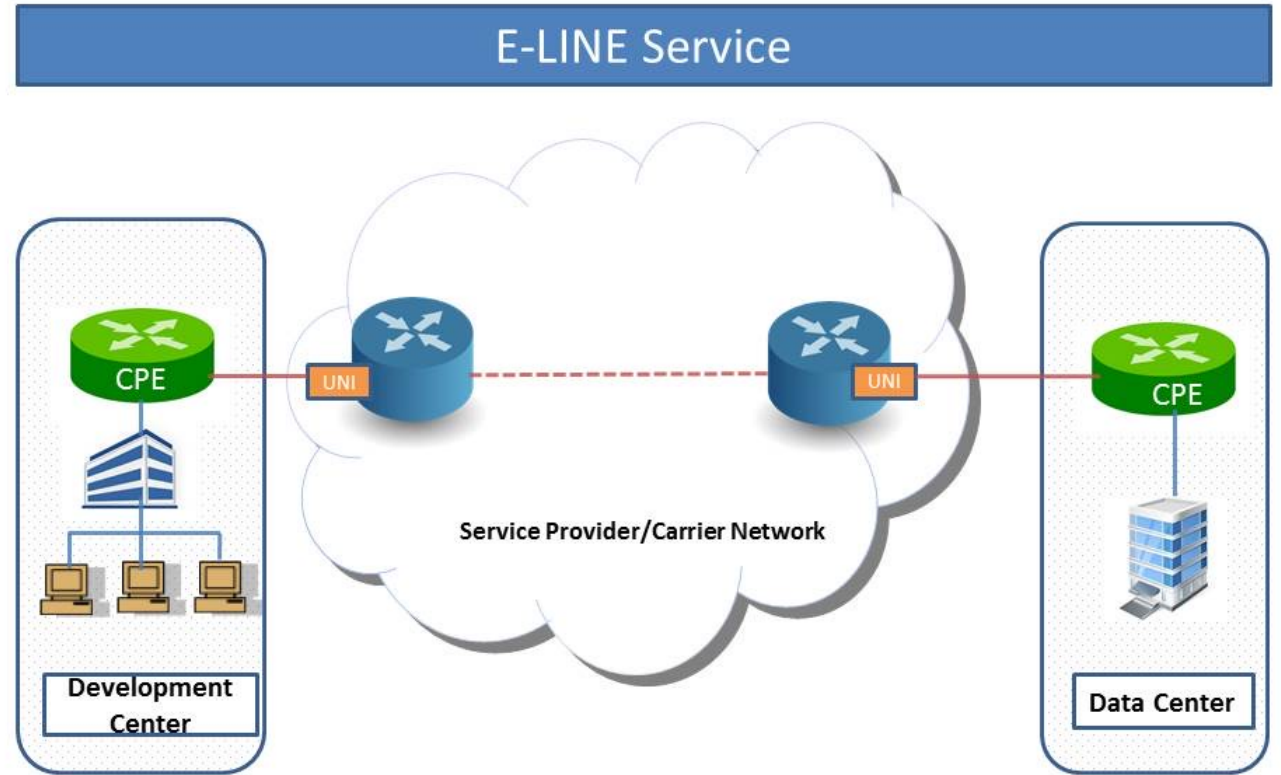 E-LINE Service
CPE
UNI
UNI
CPE
Service Provider/Carrier Network
Development
Center
Data Center